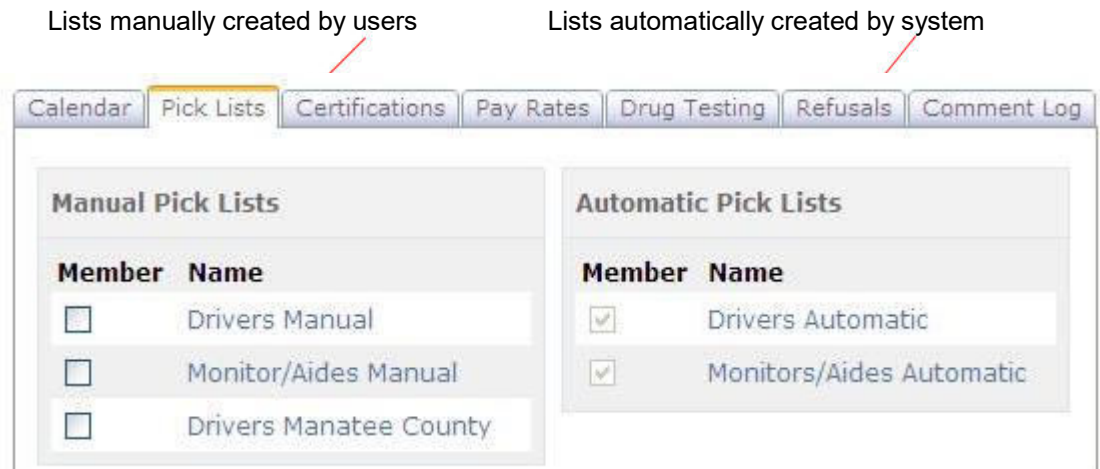 Lists manually created by users Lists automatically created by system
Calendar Pick Lists Certifications Pay Rates Drug Testing Refusals Comment Log
Manual Pick Lists
Member Name
Drivers Manual
Monitor/Aides Manual
Drivers Manatee County
Automatic Pick Lists
Member Name
Drivers Automatic
Monitors/Aides Automatic